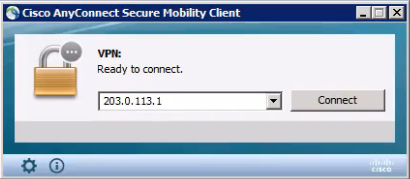 Cisco AnyConnect Secure Mobility Client
VPN:
Ready to connect.
203.0.113.1
Connect
CISCO